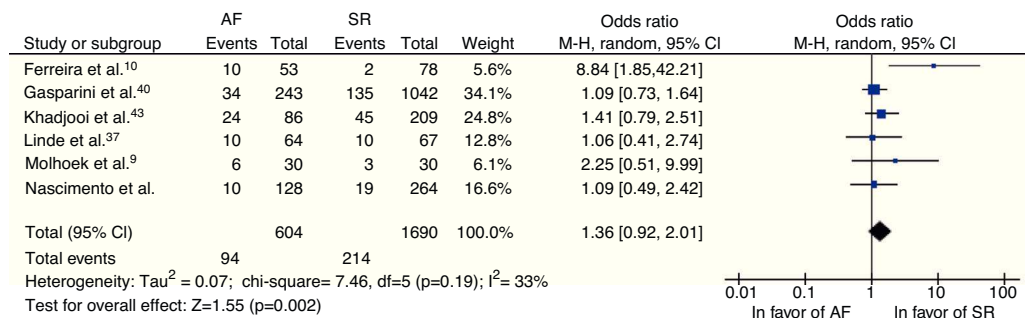 AF SR Odds ratio Odds ratio
Study or subgroup Events Total Events Total Weight M-H, random, 95% CI M-H, random, 95% CI
Ferreira et al.10 10 53 2 78 5.6% 8.84 [1.85,42.21]
Gasparini et al.40 34 243 135 1042 34.1% 1.09 [0.73, 1.64]
Khadjooi et al.43 24 86 45 209 24.8% 1.41 [0.79, 2.51]
Linde et al.37 10 64 10 67 12.8% 1.06 [0.41, 2.74]
Molhoek et al.9 6 30 3 30 6.1% 2.25 [0.51, 9.99]
Nascimento et al. 10 128 19 264 16.6% 1.09 [0.49, 2.42]
Total (95% CI) 604 1690 100.0% 1.36 [0.92, 2.01]
Total events 94 214
Heterogeneity: Tau2 = 0.07; chi-square= 7.46, df=5 (p=0.19); I2= 33%
Test for overall effect: Z=1.55 (p=0.002)
0.01 0.1 1 10 100
In favor of AF In favor of SR